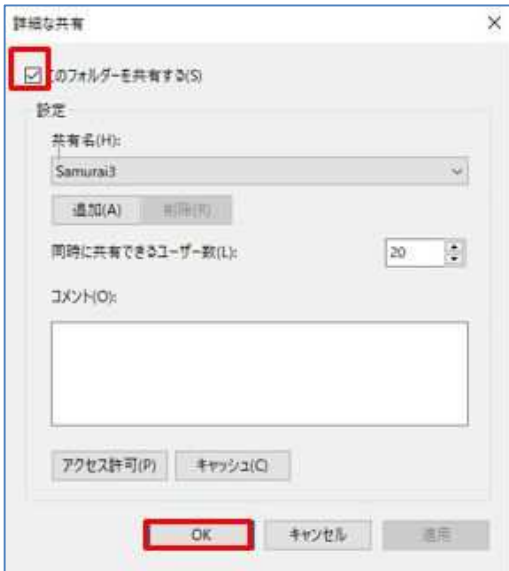 詳細な共有
このフォルダーを共有する(S)
設定
共有名(H):
Samurai3
追加(A) 削除(R)
同時に共有できるユーザー数(L): 20
コメント(O):
アクセス許可(P) キャッシュ(C)
OK キャンセル 適用